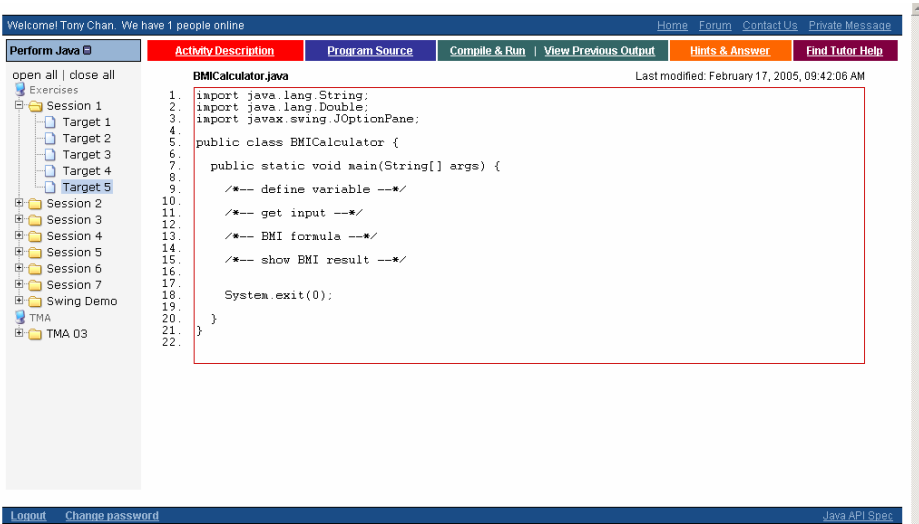 Welcome! Tony Chan. We have 1 people online Home Forum Contact Us Private Message
Perform Java Activity Description Program Source Compile & Run | View Previous Output Hints & Answer Find Tutor Help
open all | close all
Exercises
Session 1
Target 1
Target 2
Target 3
Target 4
Target 5
Session 2
Session 3
Session 4
Session 5
Session 6
Session 7
Swing Demo
TMA
TMA 03
BMICalculator.java Last modified: February 17, 2005, 09:42:06 AM
1. import java.lang.String;
2. import java.lang.Double;
3. import javax.swing.JOptionPane;
4.
5. public class BMICalculator {
6.
7. public static void main(String[] args) {
8.
9. /*-- define variable --*/
10.
11. /*-- get input --*/
12.
13. /*-- BMI formula --*/
14.
15. /*-- show BMI result --*/
16.
17.
18. System.exit(0);
19.
20. }
21. }
22.
Logout Change password Java API Spec